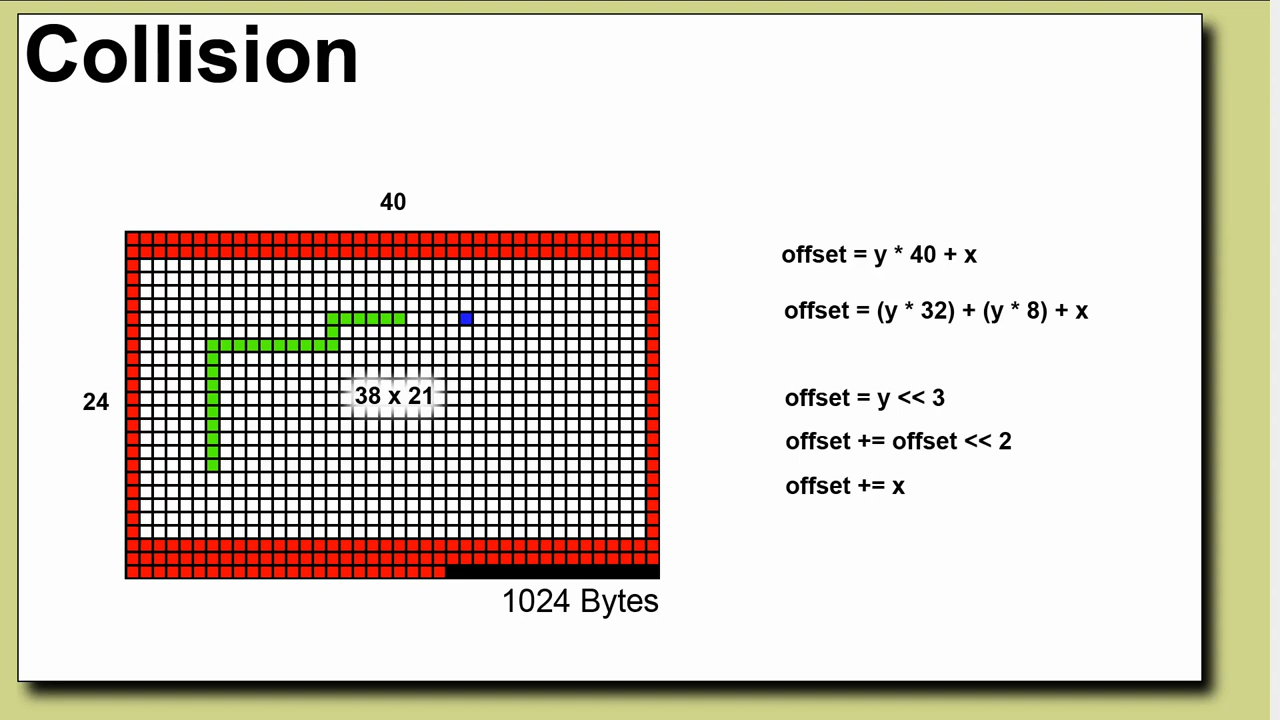 Collision
40
24
38 x 21
1024 Bytes
offset = y * 40 + x
offset = (y * 32) + (y * 8) + x
offset = y << 3
offset += offset << 2
offset += x